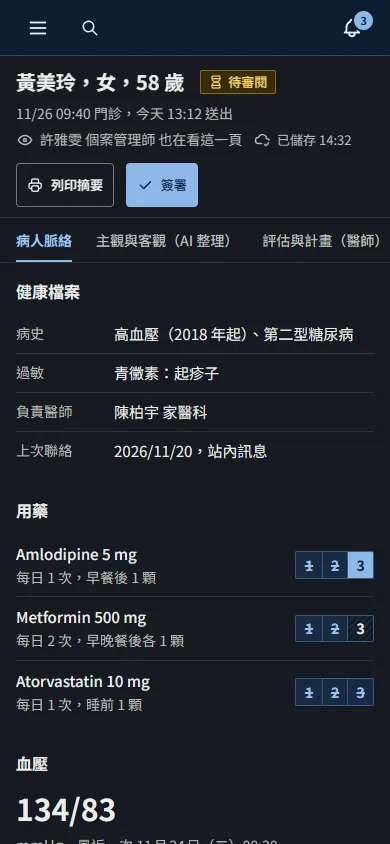 3
黃美玲，女，58 歲
待審閱
11/26 09:40 門診，今天 13:12 送出
許雅雯 個案管理師 也在看這一頁
已儲存 14:32
列印摘要
簽署
病人脈絡
主觀與客觀（AI 整理）
評估與計畫（醫師）
健康檔案
病史
高血壓（2018 年起）、第二型糖尿病
過敏
青黴素：起疹子
負責醫師
陳柏宇 家醫科
上次聯絡
2026/11/20，站內訊息
用藥
Amlodipine 5 mg
每日 1 次，早餐後 1 顆
1 2 3
Metformin 500 mg
每日 2 次，早晚餐後各 1 顆
1 2 3
Atorvastatin 10 mg
每日 1 次，睡前 1 顆
1 2 3
血壓
134/83